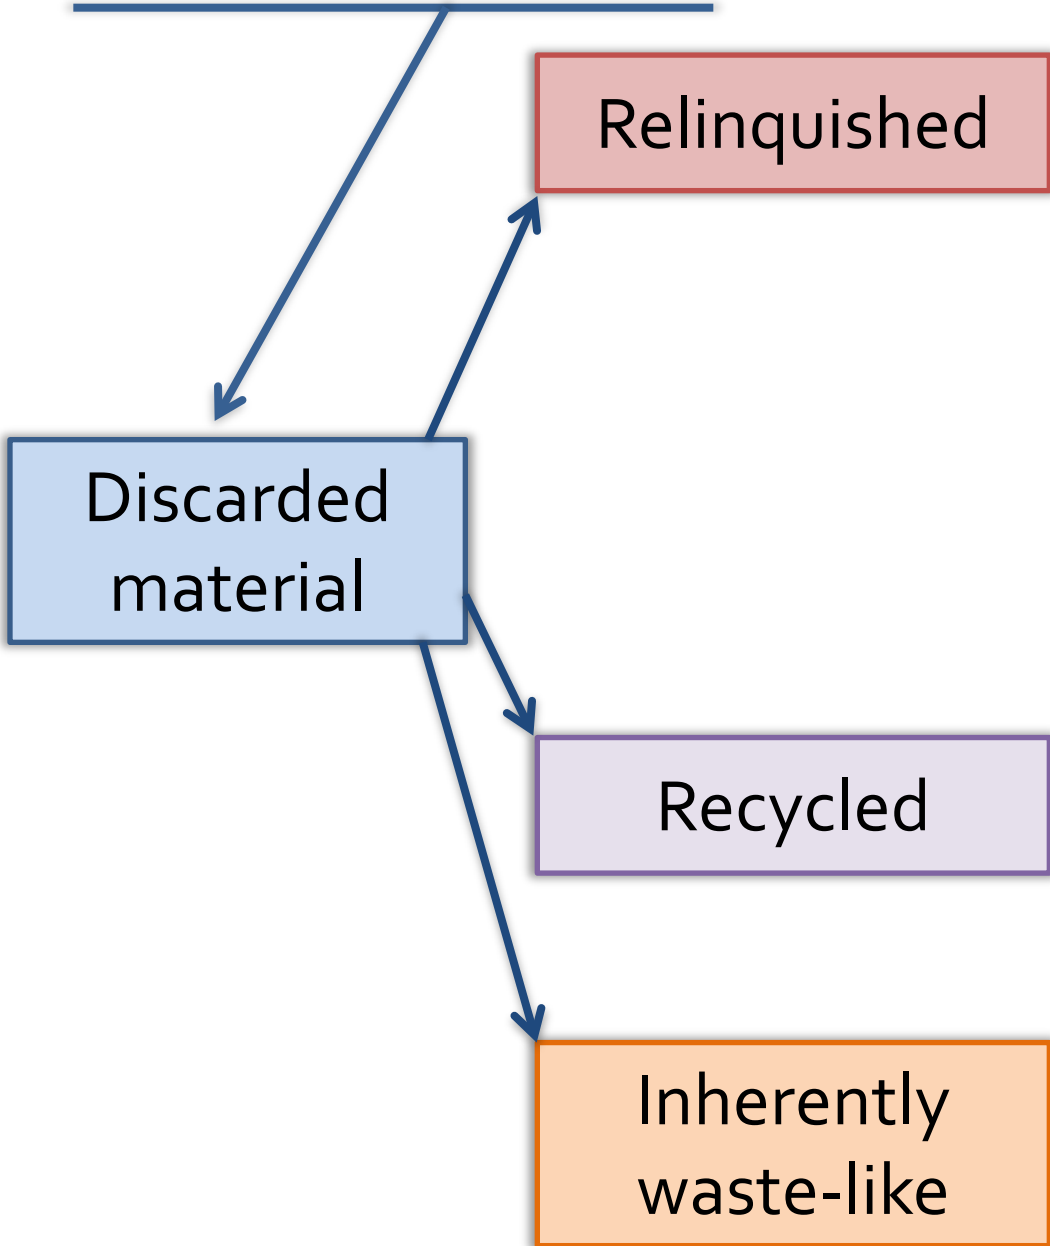 Relinquished
Discarded
material
Recycled
Inherently
waste-like